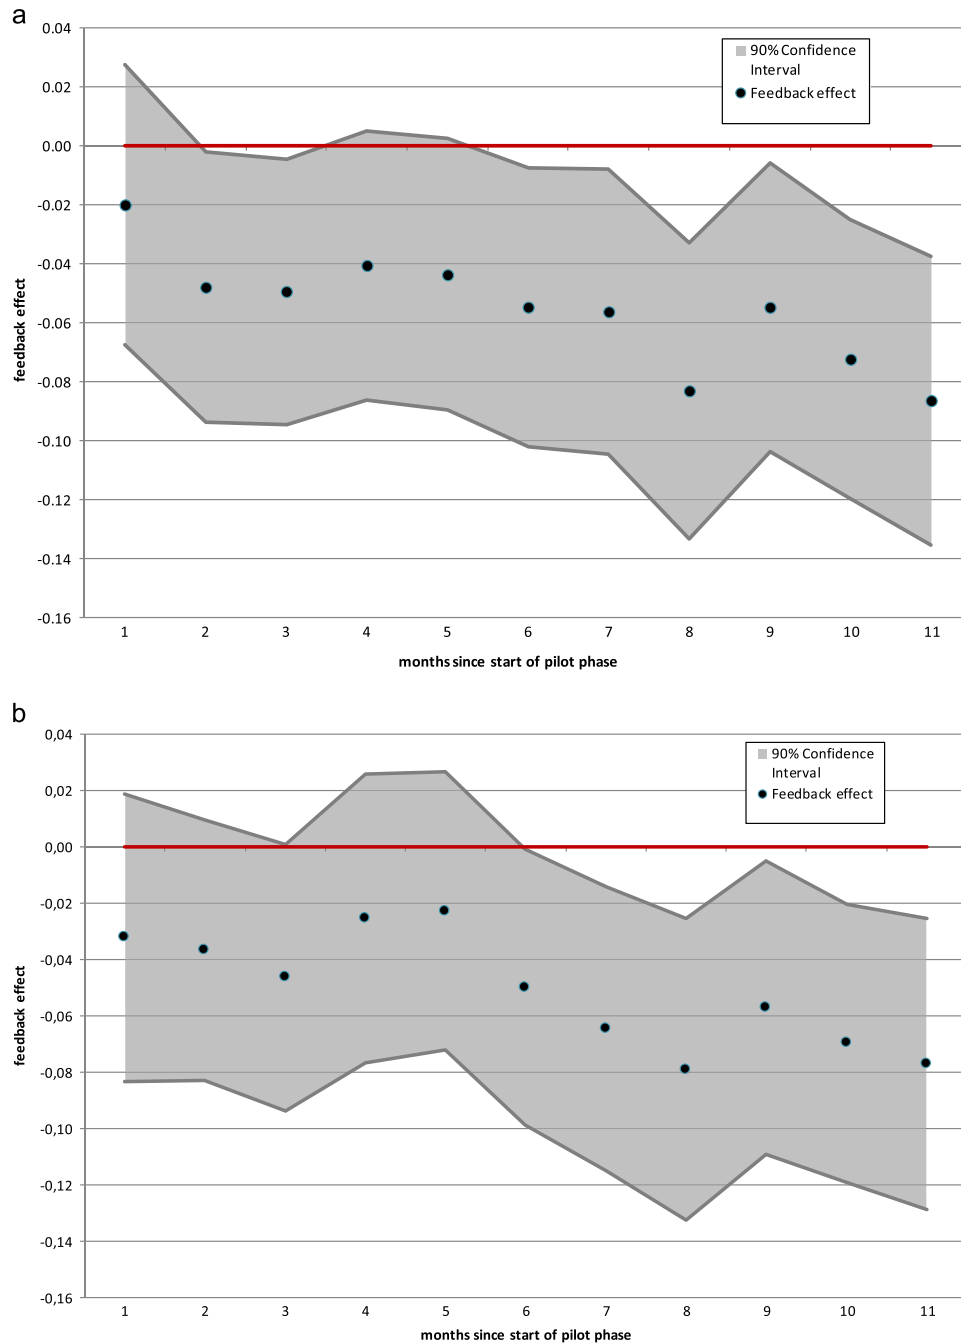 a
0.04
0.02
0.00
-0.02
-0.04
-0.06
-0.08
-0.10
-0.12
-0.14
-0.16
feedback effect
90% Confidence
Interval
Feedback effect
1 2 3 4 5 6 7 8 9 10 11
months since start of pilot phase
b
0,04
0,02
0,00
-0,02
-0,04
-0,06
-0,08
-0,10
-0,12
-0,14
-0,16
feedback effect
90% Confidence
Interval
Feedback effect
1 2 3 4 5 6 7 8 9 10 11
months since start of pilot phase